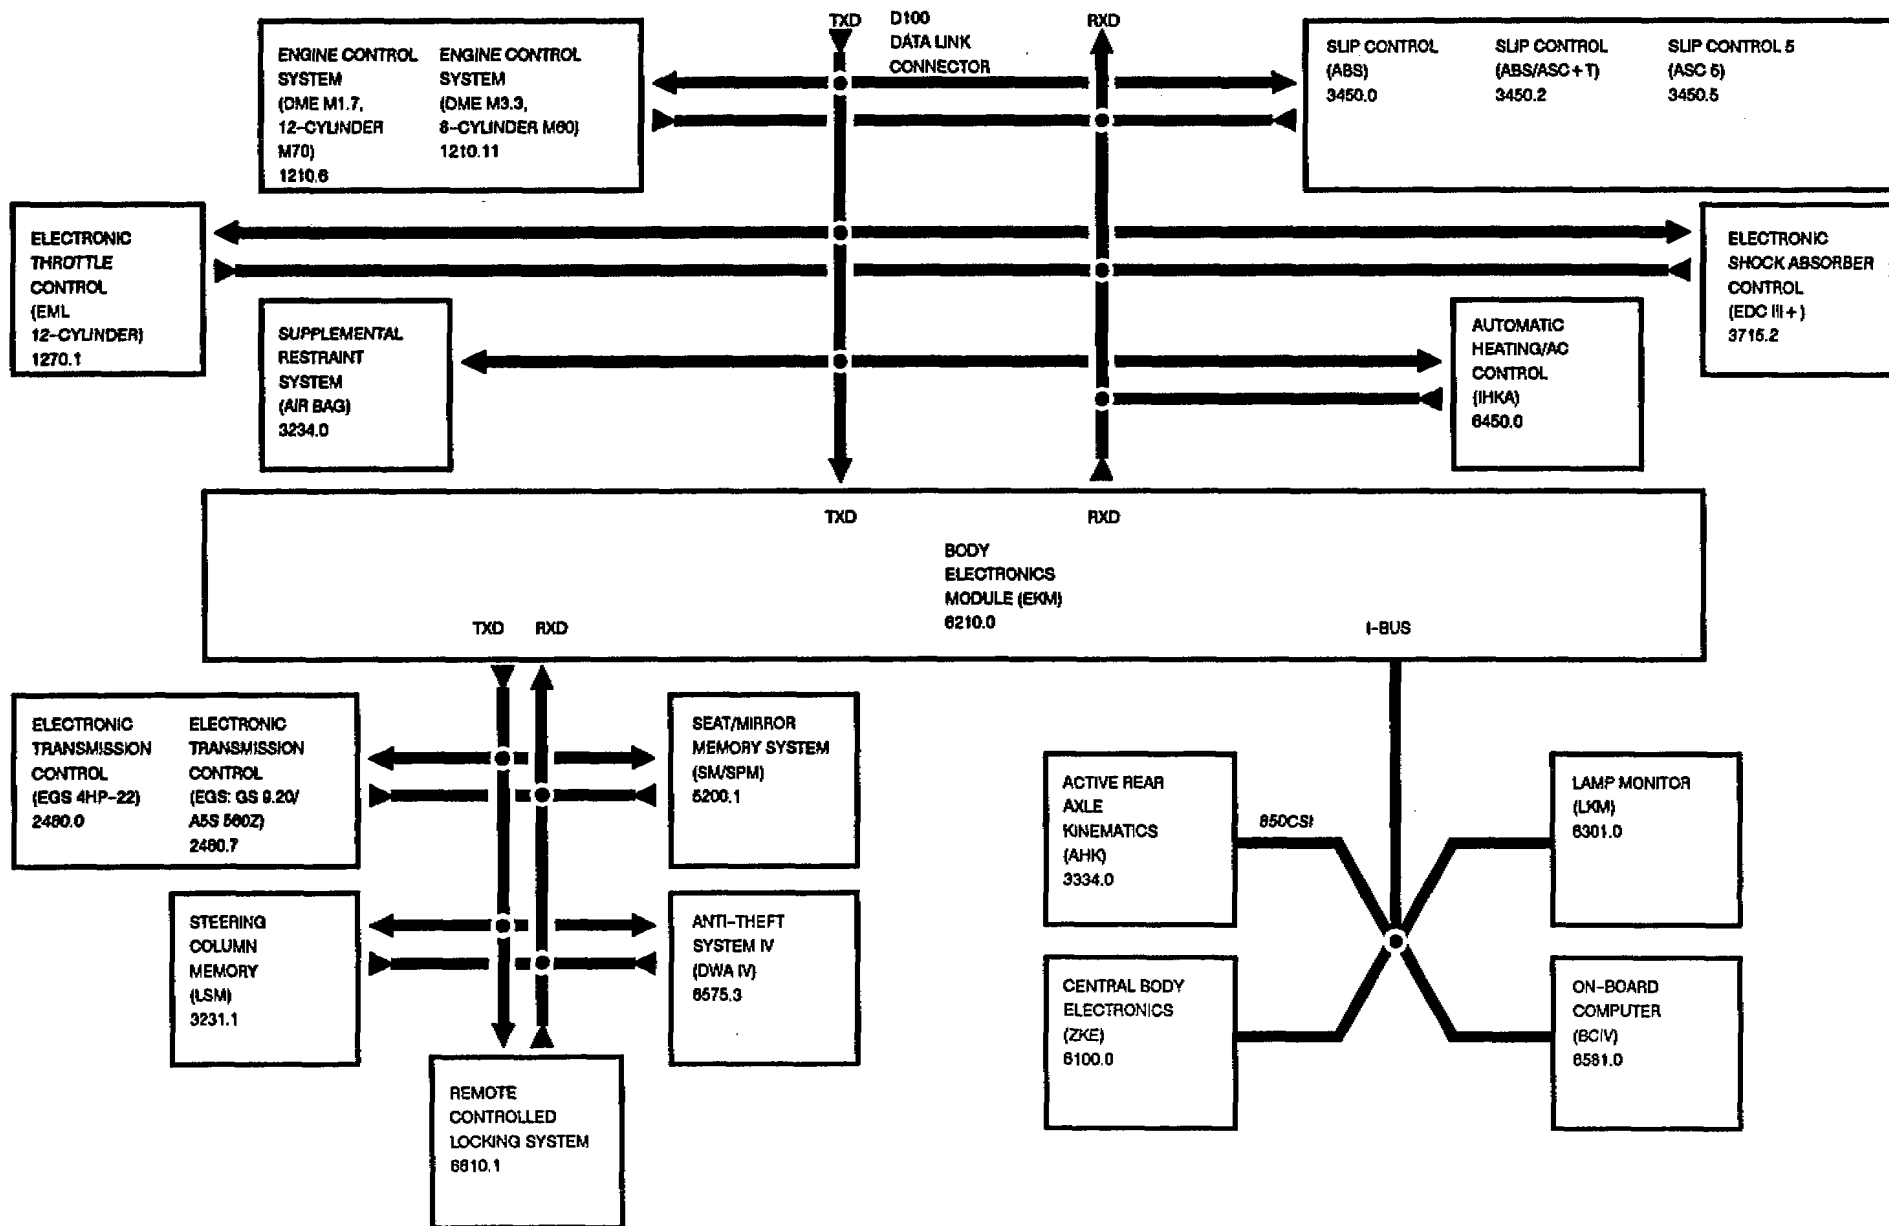 TXD
D100
DATA LINK
CONNECTOR
RXD
ENGINE CONTROL
SYSTEM
(DME M1.7,
12-CYLINDER
M70)
1210.6
ENGINE CONTROL
SYSTEM
(DME M3.3,
8-CYLINDER M60)
1210.11
SLIP CONTROL
(ABS)
3450.0
SLIP CONTROL
(ABS/ASC+T)
3450.2
SLIP CONTROL 5
(ASC 5)
3450.5
ELECTRONIC
THROTTLE
CONTROL
(EML
12-CYLINDER)
1270.1
ELECTRONIC
SHOCK ABSORBER
CONTROL
(EDC III+)
3715.2
SUPPLEMENTAL
RESTRAINT
SYSTEM
(AIR BAG)
3234.0
AUTOMATIC
HEATING/AC
CONTROL
(IHKA)
6450.0
TXD
RXD
BODY
ELECTRONICS
MODULE (EKM)
6210.0
TXD
RXD
I-BUS
ELECTRONIC
TRANSMISSION
CONTROL
(EGS 4HP-22)
2460.0
ELECTRONIC
TRANSMISSION
CONTROL
(EGS: GS 9.20/
A5S 560Z)
2460.7
SEAT/MIRROR
MEMORY SYSTEM
(SM/SPM)
5200.1
ACTIVE REAR
AXLE
KINEMATICS
(AHK)
3334.0
850CSI
LAMP MONITOR
(LKM)
6301.0
STEERING
COLUMN
MEMORY
(LSM)
3231.1
ANTI-THEFT
SYSTEM IV
(DWA IV)
6575.3
CENTRAL BODY
ELECTRONICS
(ZKE)
6100.0
ON-BOARD
COMPUTER
(BCIV)
6581.0
REMOTE
CONTROLLED
LOCKING SYSTEM
6610.1